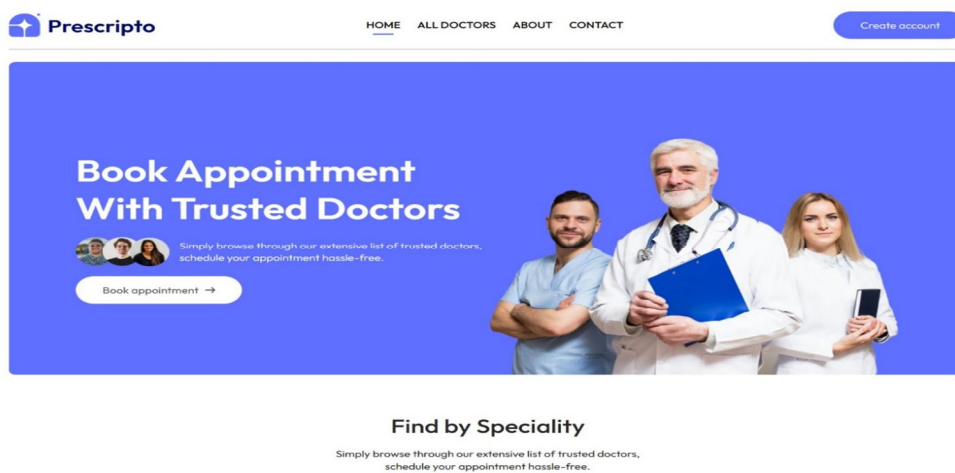 Prescripto
HOME ALL DOCTORS ABOUT CONTACT
Create account
Book Appointment
With Trusted Doctors
Simply browse through our extensive list of trusted doctors,
schedule your appointment hassle-free.
Book appointment →
Find by Speciality
Simply browse through our extensive list of trusted doctors,
schedule your appointment hassle-free.